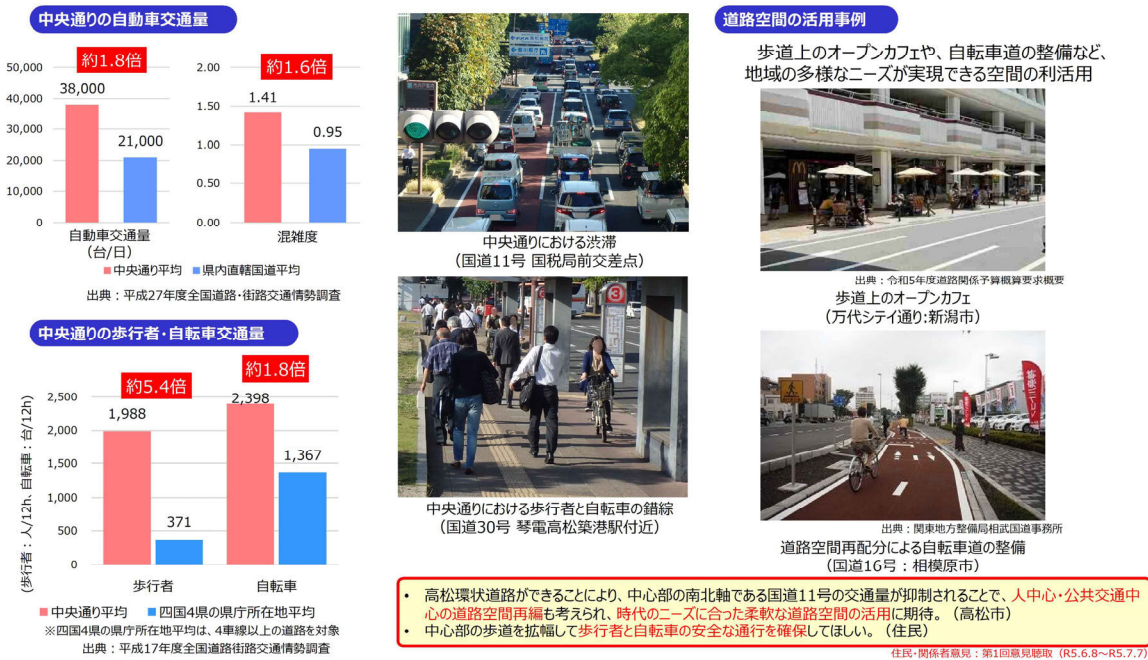 中央通りの自動車交通量
約1.8倍
約1.6倍
50,000
40,000
30,000
20,000
10,000
0
38,000
21,000
自動車交通量
(台/日)
2.00
1.50
1.00
0.50
0.00
1.41
0.95
混雑度
中央通り平均 県内直轄国道平均
出典：平成27年度全国道路・街路交通情勢調査
中央通りの歩行者・自転車交通量
約5.4倍
約1.8倍
(歩行者：人/12h、自転車：台/12h)
2,500
2,000
1,500
1,000
500
0
1,988
371
2,398
1,367
歩行者
自転車
中央通り平均 四国4県の県庁所在地平均
※四国4県の県庁所在地平均は、4車線以上の道路を対象
出典：平成17年度全国道路街路交通情勢調査
中央通りにおける渋滞
(国道11号 国税局前交差点)
3
中央通りにおける歩行者と自転車の錯綜
(国道30号 琴電高松築港駅付近)
道路空間の活用事例
歩道上のオープンカフェや、自転車道の整備など、
地域の多様なニーズが実現できる空間の利活用
出典：令和5年度道路関係予算概算要求概要
歩道上のオープンカフェ
(万代シテイ通り:新潟市)
出典：関東地方整備局相武国道事務所
道路空間再配分による自転車道の整備
(国道16号：相模原市)
• 高松環状道路ができることにより、中心部の南北軸である国道11号の交通量が抑制されることで、人中心・公共交通中
心の道路空間再編も考えられ、時代のニーズに合った柔軟な道路空間の活用に期待。（高松市）
• 中心部の歩道を拡幅して歩行者と自転車の安全な通行を確保してほしい。（住民）
住民・関係者意見：第1回意見聴取（R5.6.8～R5.7.7)